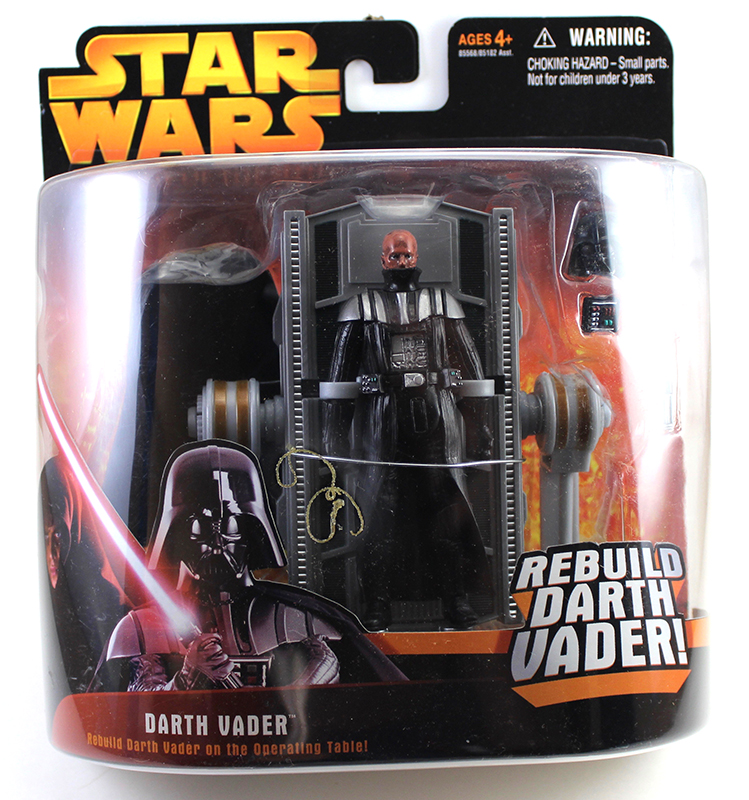 STAR
WARS
AGES 4+
85568/85182 Asst.
⚠ WARNING:
CHOKING HAZARD – Small parts.
Not for children under 3 years.
REBUILD
DARTH
VADER!
DARTH VADER™
Rebuild Darth Vader on the Operating Table!